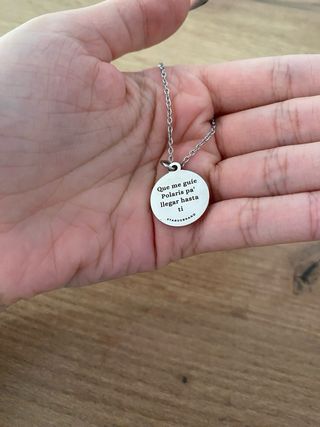 Que me guíe
Polaris pa'
llegar hasta
ti